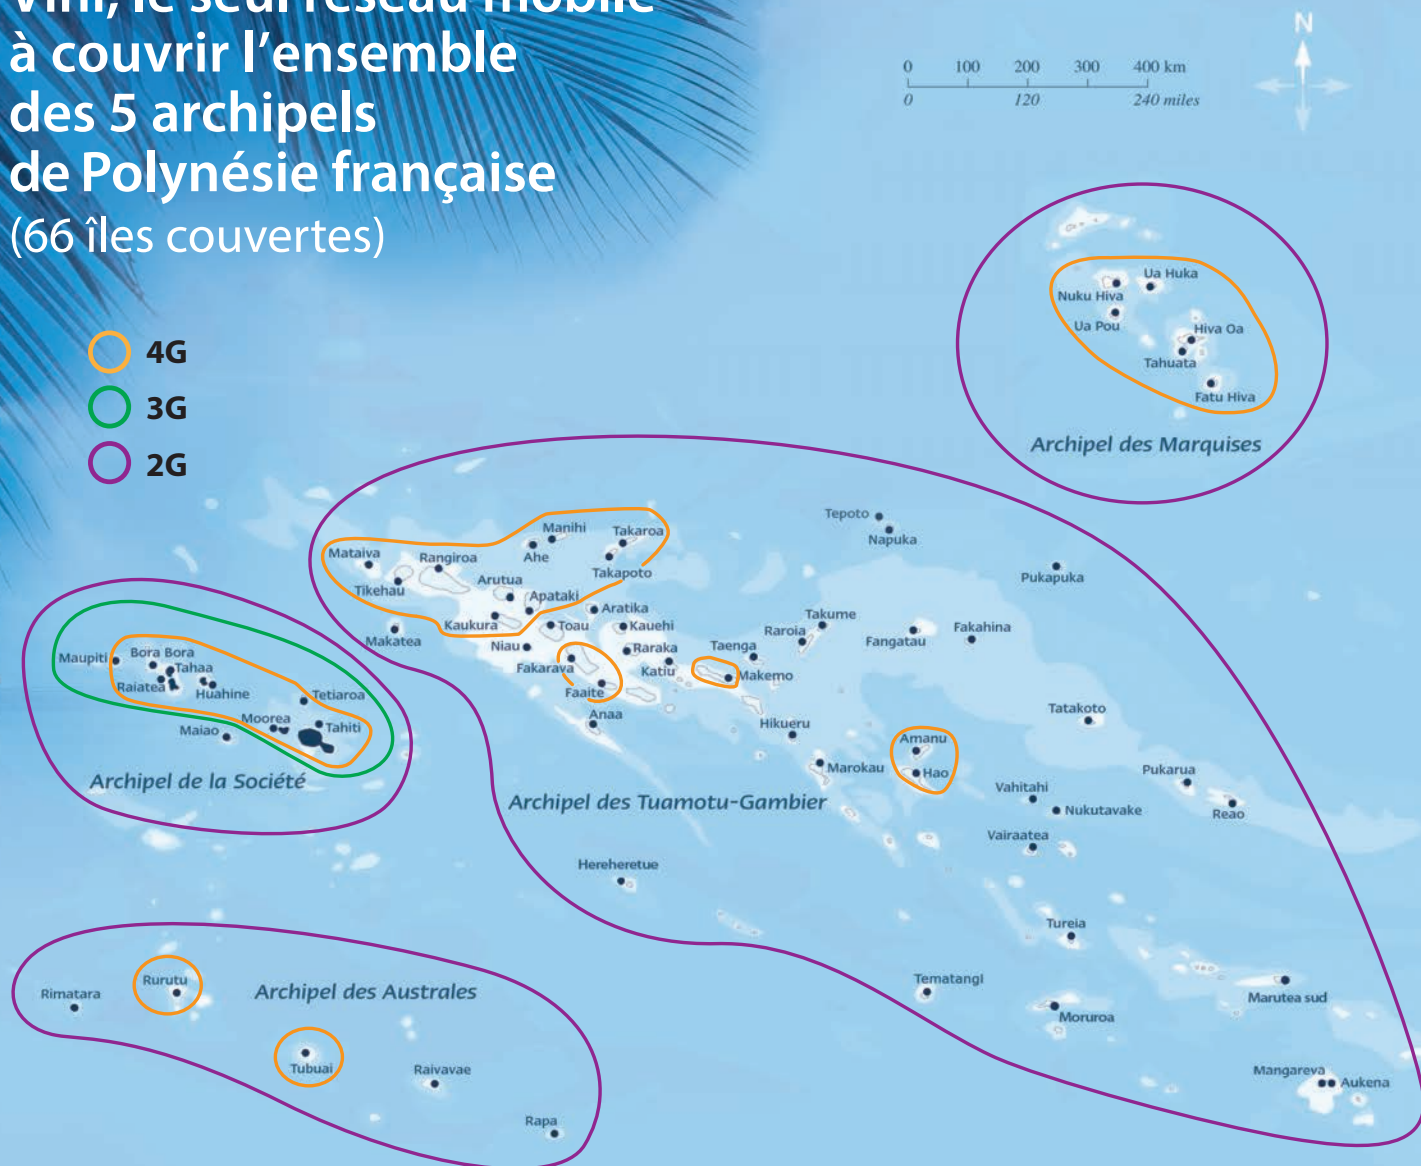 Vini, le seul réseau mobile
à couvrir l'ensemble
des 5 archipels
de Polynésie française
(66 îles couvertes)
N
0 100 200 300 400 km
0 120 240 miles
4G
3G
2G
Ua Huka
Nuku Hiva
Ua Pou
Hiva Oa
Tahuata
Fatu Hiva
Archipel des Marquises
Tepoto
Napuka
Pukapuka
Manihi
Takaroa
Mataiva
Rangiroa
Ahe
Takapoto
Tikehau
Arutua
Apataki
Aratika
Kaukura
Toau
Kauehi
Makatea
Niau
Raraka
Taenga
Raroia
Takume
Fangatau
Fakahina
Fakarava
Katiu
Makemo
Faaite
Anaa
Hikueru
Tatakoto
Amanu
Marokau
Hao
Pukarua
Vahitahi
Nukutavake
Reao
Vairaatea
Archipel des Tuamotu-Gambier
Hereheretue
Tureia
Tematangi
Moruroa
Marutea sud
Mangareva
Aukena
Maupiti
Bora Bora
Tahaa
Raiatea
Huahine
Tetiaroa
Moorea
Tahiti
Maiao
Archipel de la Société
Rurutu
Rimatara
Archipel des Australes
Tubuai
Raivavae
Rapa